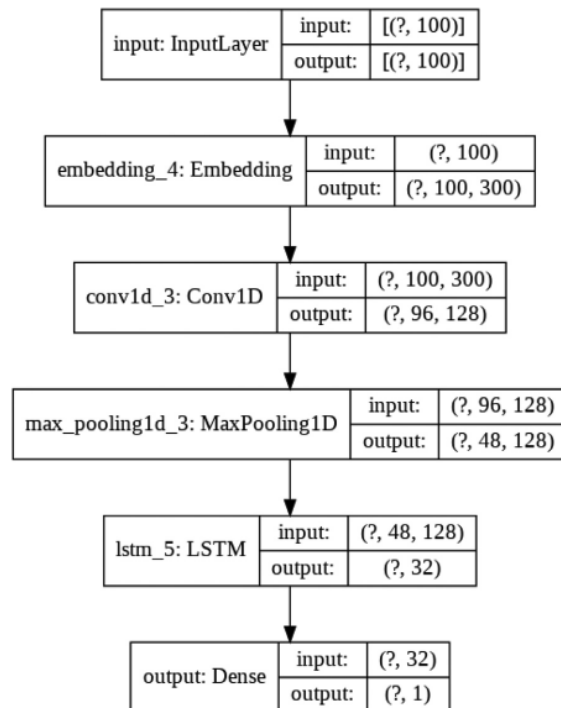 input: InputLayer
input: [(?, 100)]
output: [(?, 100)]
embedding_4: Embedding
input: (?, 100)
output: (?, 100, 300)
conv1d_3: Conv1D
input: (?, 100, 300)
output: (?, 96, 128)
max_pooling1d_3: MaxPooling1D
input: (?, 96, 128)
output: (?, 48, 128)
lstm_5: LSTM
input: (?, 48, 128)
output: (?, 32)
output: Dense
input: (?, 32)
output: (?, 1)